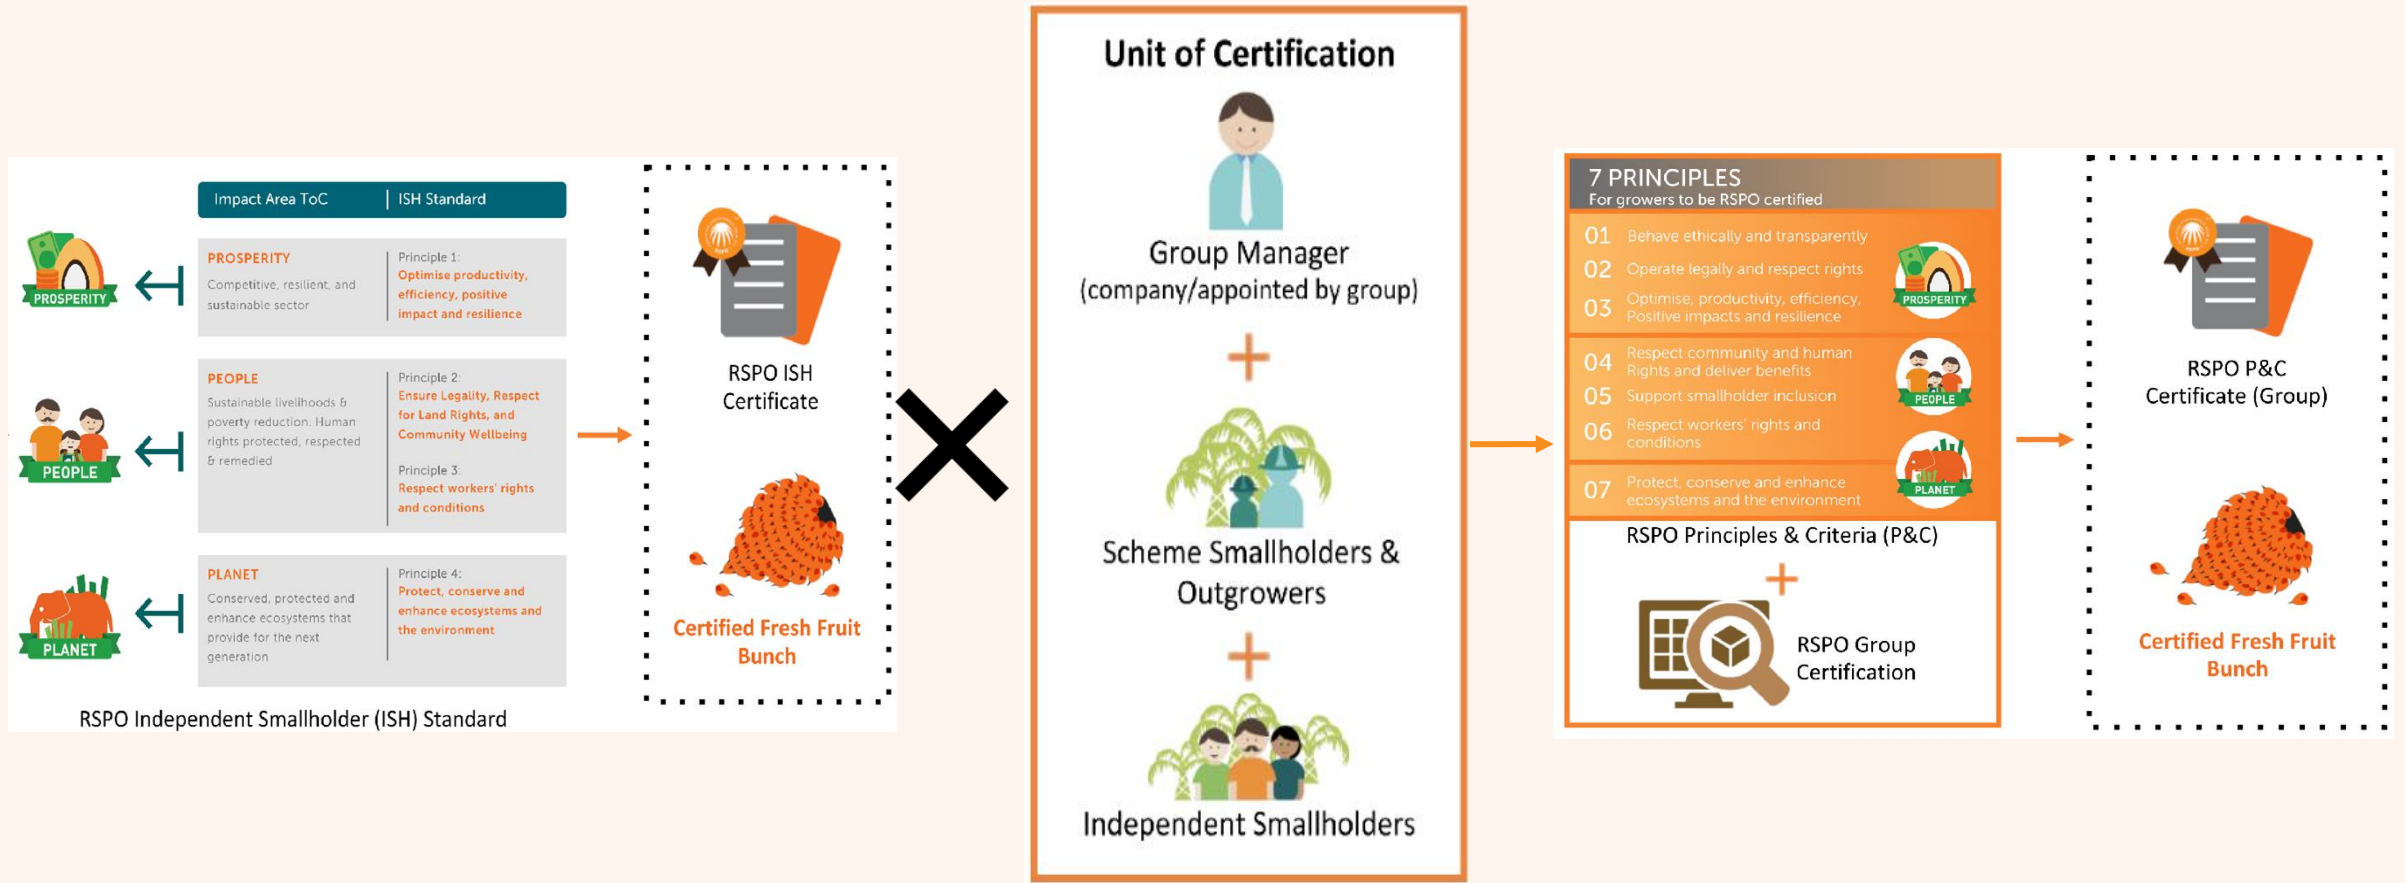 Impact Area ToC
ISH Standard
PROSPERITY
PROSPERITY
Competitive, resilient, and
sustainable sector
Principle 1:
Optimise productivity,
efficiency, positive
impact and resilience
PEOPLE
PEOPLE
Sustainable livelihoods &
poverty reduction. Human
rights protected, respected
& remedied
Principle 2:
Ensure Legality, Respect
for Land Rights, and
Community Wellbeing
Principle 3:
Respect workers' rights
and conditions
PLANET
PLANET
Conserved, protected and
enhance ecosystems that
provide for the next
generation
Principle 4:
Protect, conserve and
enhance ecosystems and
the environment
RSPO Independent Smallholder (ISH) Standard
RSPO ISH
Certificate
Certified Fresh Fruit
Bunch
Unit of Certification
Group Manager
(company/appointed by group)
Scheme Smallholders &
Outgrowers
Independent Smallholders
7 PRINCIPLES
For growers to be RSPO certified
01 Behave ethically and transparently
02 Operate legally and respect rights
03 Optimise, productivity, efficiency,
Positive impacts and resilience
PROSPERITY
04 Respect community and human
Rights and deliver benefits
05 Support smallholder inclusion
06 Respect workers' rights and
conditions
PEOPLE
07 Protect, conserve and enhance
ecosystems and the environment
PLANET
RSPO Principles & Criteria (P&C)
RSPO Group
Certification
RSPO P&C
Certificate (Group)
Certified Fresh Fruit
Bunch